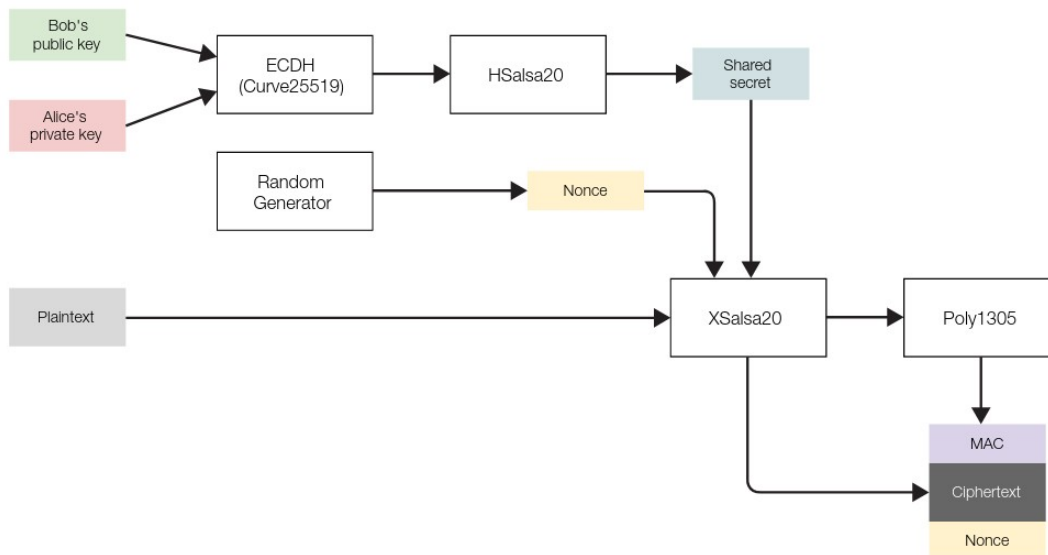 Bob's
public key
ECDH
(Curve25519)
HSalsa20
Shared
secret
Alice's
private key
Random
Generator
Nonce
Plaintext
XSalsa20
Poly1305
MAC
Ciphertext
Nonce